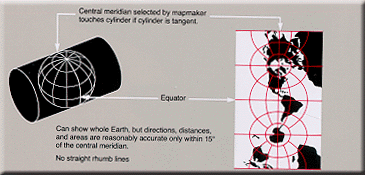 Central meridian selected by mapmaker
touches cylinder if cylinder is tangent.
Equator
Can show whole Earth, but directions, distances,
and areas are reasonably accurate only within 15°
of the central meridian.
No straight rhumb lines